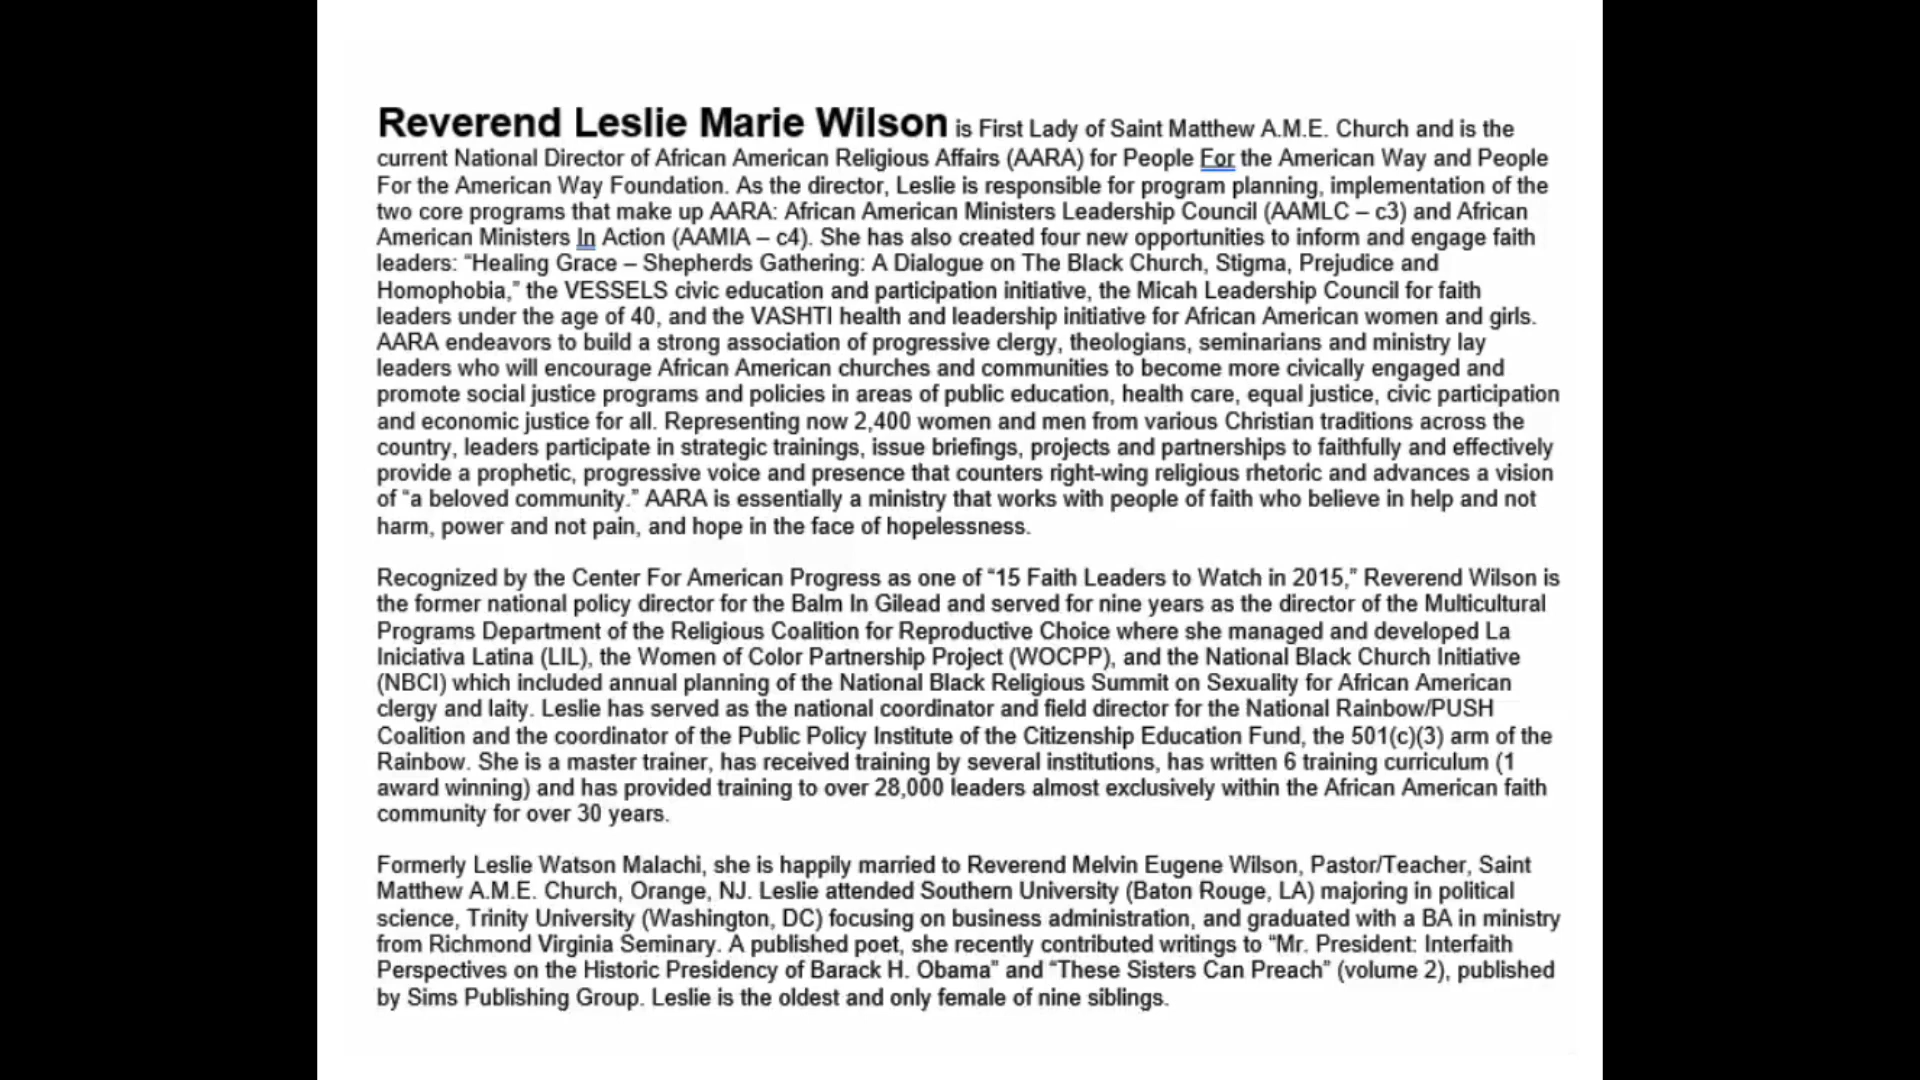 Reverend Leslie Marie Wilson is First Lady of Saint Matthew A.M.E. Church and is the
current National Director of African American Religious Affairs (AARA) for People For the American Way and People
For the American Way Foundation. As the director, Leslie is responsible for program planning, implementation of the
two core programs that make up AARA: African American Ministers Leadership Council (AAMLC – c3) and African
American Ministers In Action (AAMIA – c4). She has also created four new opportunities to inform and engage faith
leaders: “Healing Grace – Shepherds Gathering: A Dialogue on The Black Church, Stigma, Prejudice and
Homophobia,” the VESSELS civic education and participation initiative, the Micah Leadership Council for faith
leaders under the age of 40, and the VASHTI health and leadership initiative for African American women and girls.
AARA endeavors to build a strong association of progressive clergy, theologians, seminarians and ministry lay
leaders who will encourage African American churches and communities to become more civically engaged and
promote social justice programs and policies in areas of public education, health care, equal justice, civic participation
and economic justice for all. Representing now 2,400 women and men from various Christian traditions across the
country, leaders participate in strategic trainings, issue briefings, projects and partnerships to faithfully and effectively
provide a prophetic, progressive voice and presence that counters right-wing religious rhetoric and advances a vision
of “a beloved community.” AARA is essentially a ministry that works with people of faith who believe in help and not
harm, power and not pain, and hope in the face of hopelessness.
Recognized by the Center For American Progress as one of “15 Faith Leaders to Watch in 2015,” Reverend Wilson is
the former national policy director for the Balm In Gilead and served for nine years as the director of the Multicultural
Programs Department of the Religious Coalition for Reproductive Choice where she managed and developed La
Iniciativa Latina (LIL), the Women of Color Partnership Project (WOCPP), and the National Black Church Initiative
(NBCI) which included annual planning of the National Black Religious Summit on Sexuality for African American
clergy and laity. Leslie has served as the national coordinator and field director for the National Rainbow/PUSH
Coalition and the coordinator of the Public Policy Institute of the Citizenship Education Fund, the 501(c)(3) arm of the
Rainbow. She is a master trainer, has received training by several institutions, has written 6 training curriculum (1
award winning) and has provided training to over 28,000 leaders almost exclusively within the African American faith
community for over 30 years.
Formerly Leslie Watson Malachi, she is happily married to Reverend Melvin Eugene Wilson, Pastor/Teacher, Saint
Matthew A.M.E. Church, Orange, NJ. Leslie attended Southern University (Baton Rouge, LA) majoring in political
science, Trinity University (Washington, DC) focusing on business administration, and graduated with a BA in ministry
from Richmond Virginia Seminary. A published poet, she recently contributed writings to “Mr. President: Interfaith
Perspectives on the Historic Presidency of Barack H. Obama” and “These Sisters Can Preach” (volume 2), published
by Sims Publishing Group. Leslie is the oldest and only female of nine siblings.